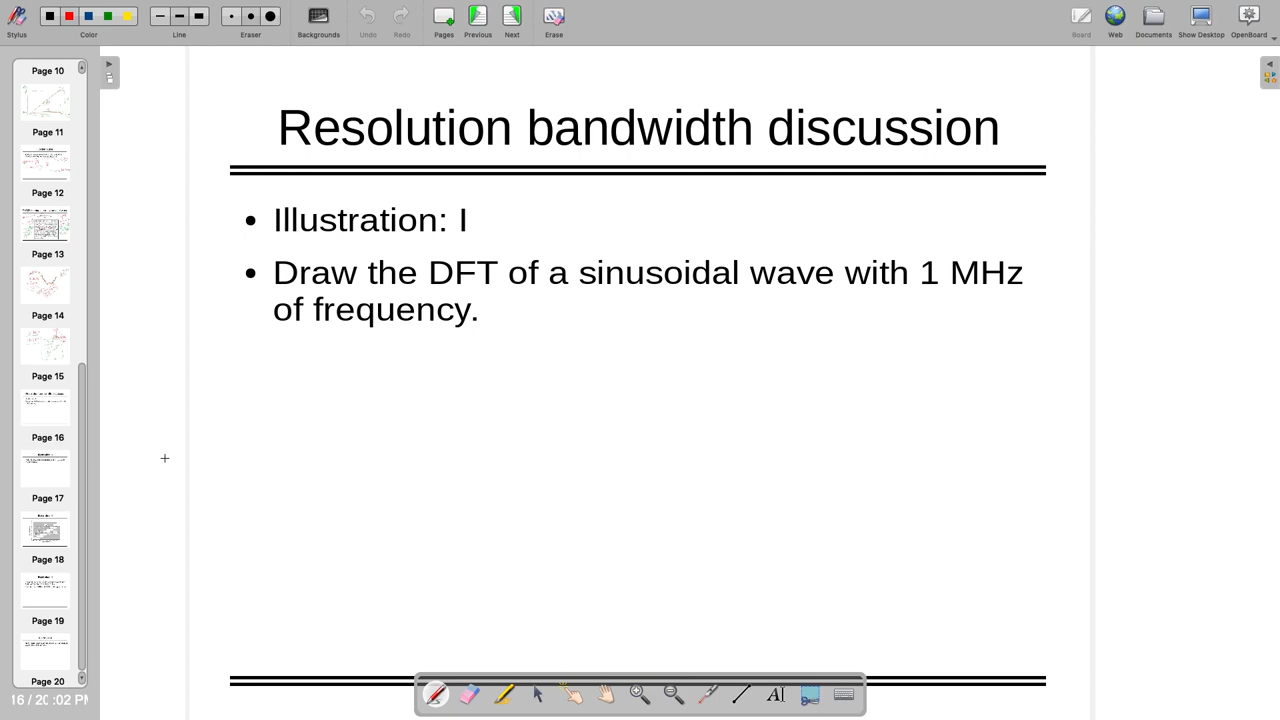 Stylus
Color
Line
Eraser
Backgrounds
Undo
Redo
Pages
Previous
Next
Erase
Board
Web
Documents
Show Desktop
OpenBoard
Page 10
Page 11
Page 12
Page 13
Page 14
Page 15
Page 16
Page 17
Page 18
Page 19
Page 20
Resolution bandwidth discussion
• Illustration: I
• Draw the DFT of a sinusoidal wave with 1 MHz
of frequency.
AI